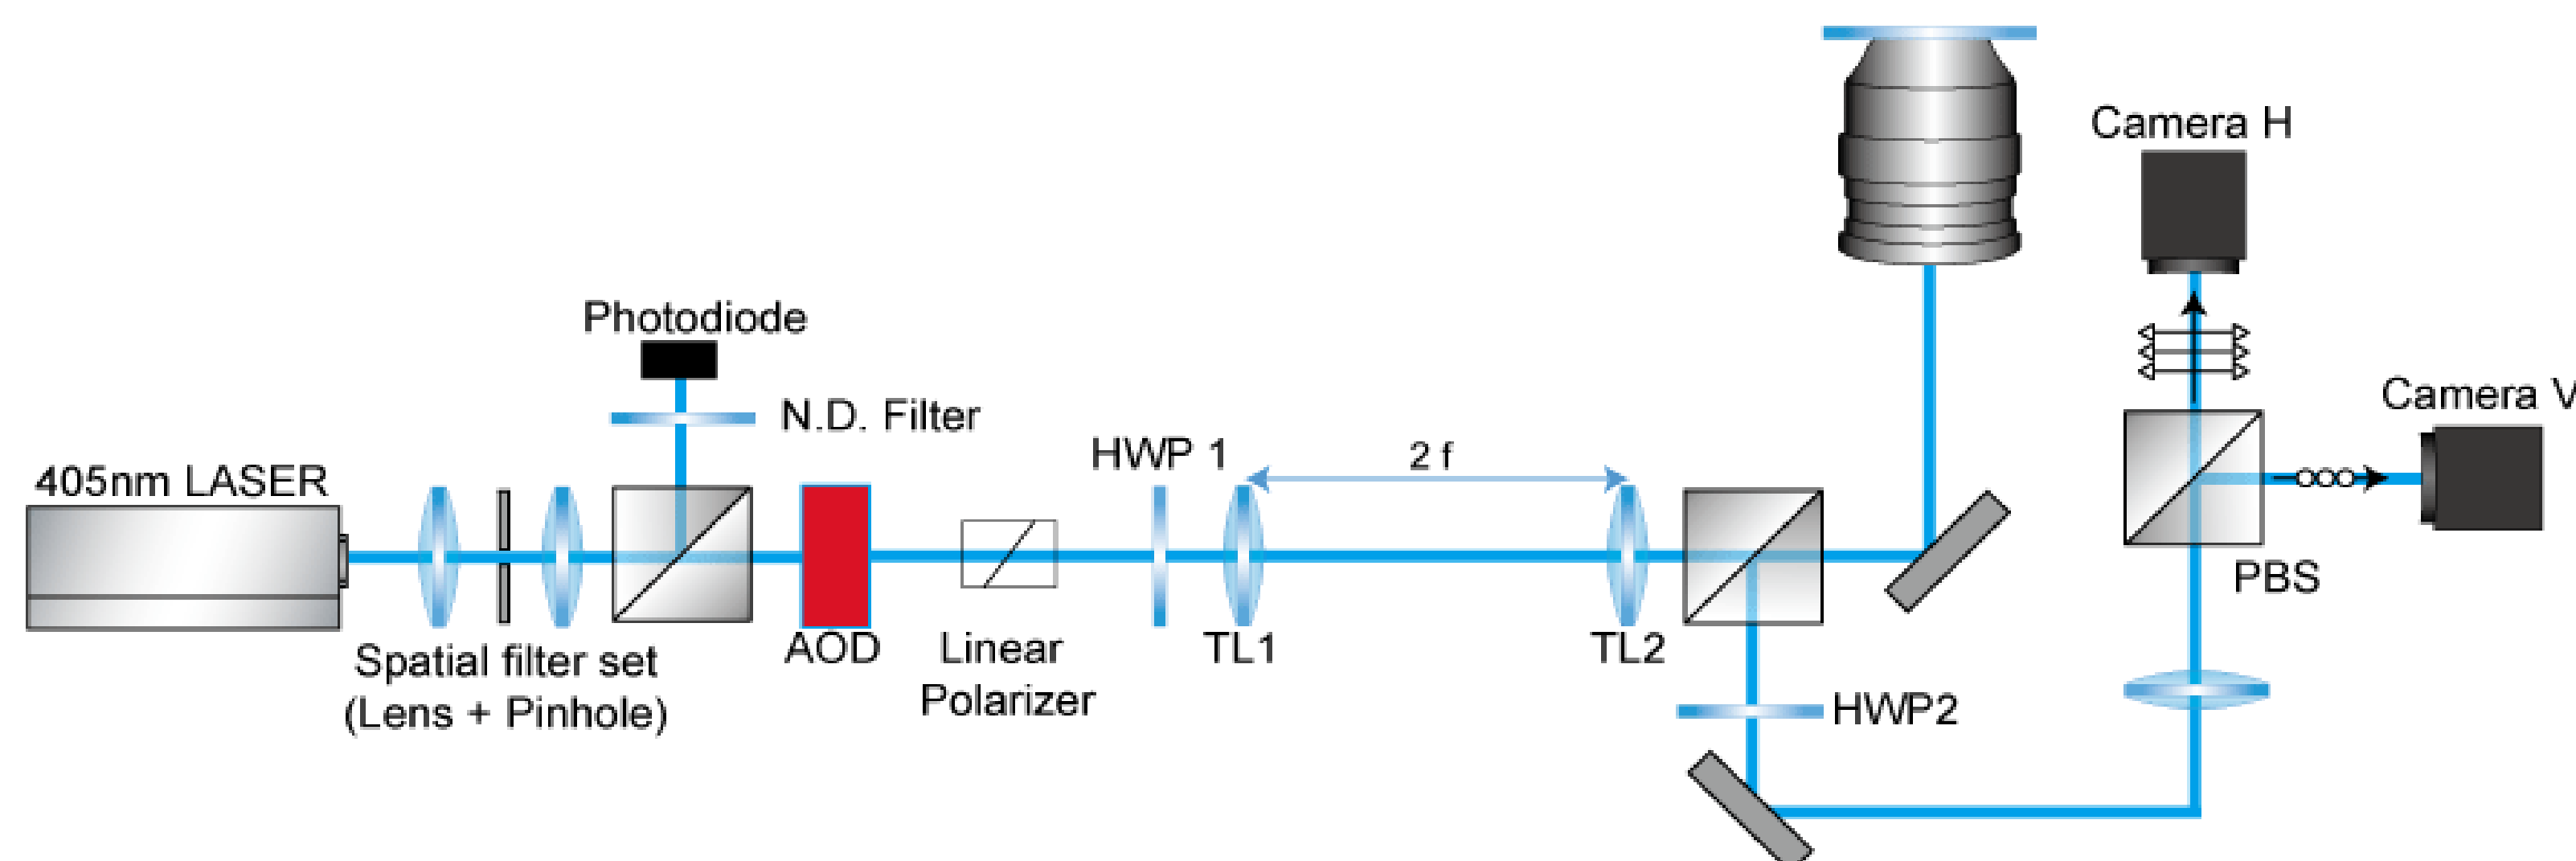 Camera H
Photodiode
N.D. Filter
Camera V
405nm LASER
HWP 1
2 f
PBS
AOD
Linear
Polarizer
TL1
TL2
Spatial filter set
(Lens + Pinhole)
HWP2